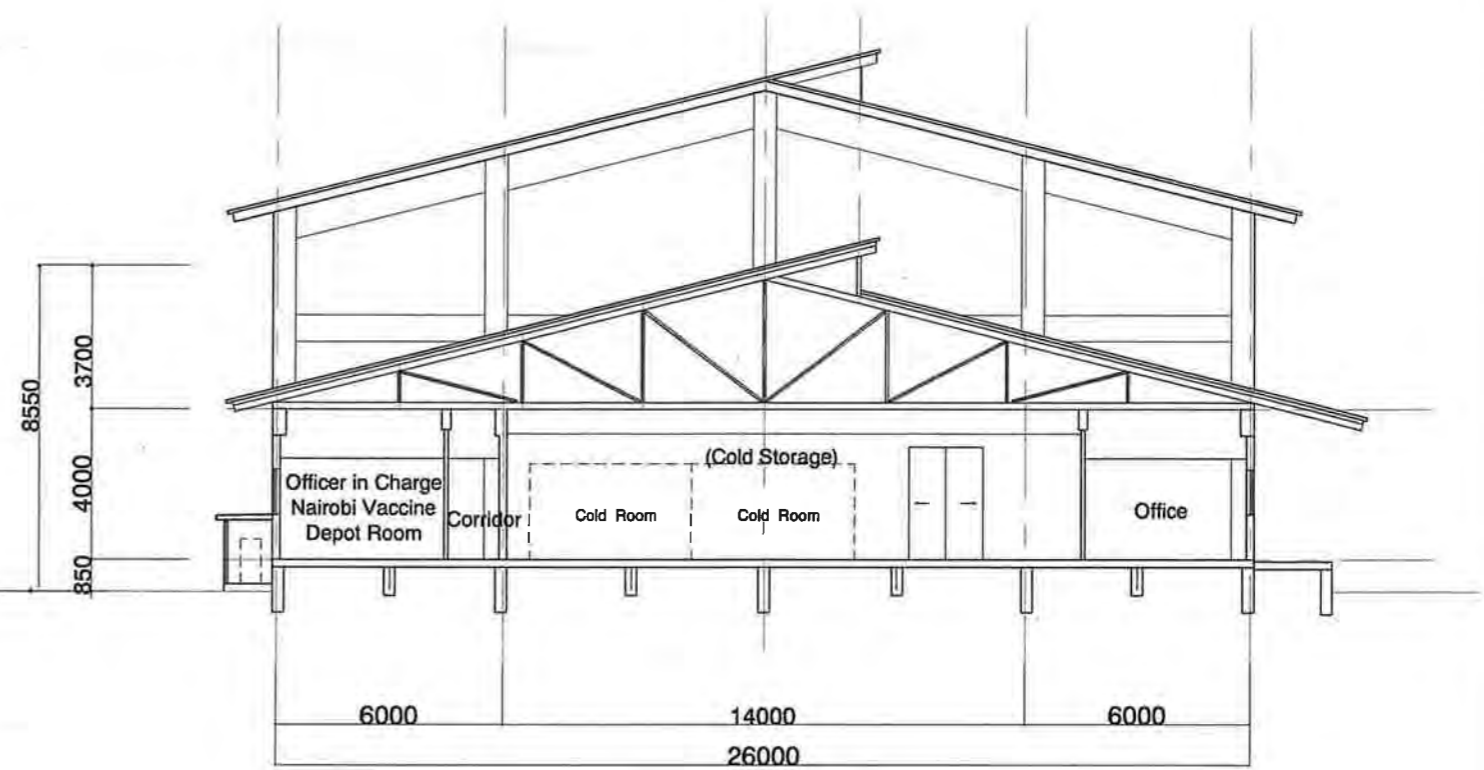 8550
3700
4000
850
(Cold Storage)
Officer in Charge
Nairobi Vaccine
Depot Room
Corridor
Cold Room
Cold Room
Office
6000
14000
6000
26000